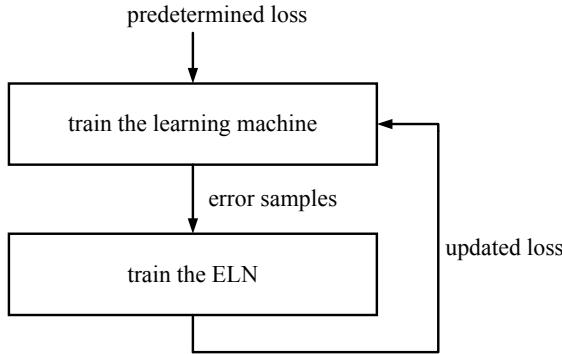 predetermined loss
train the learning machine
error samples
train the ELN
updated loss